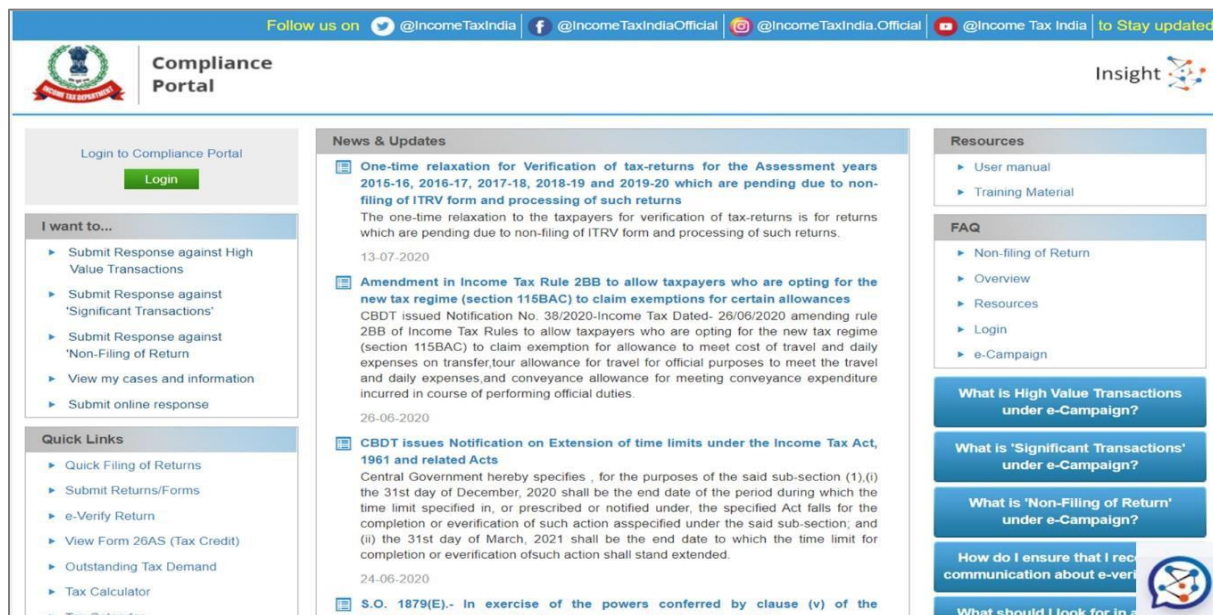 Follow us on @IncomeTaxIndia @IncomeTaxIndiaOfficial @IncomeTaxIndia.Official @Income Tax India to Stay updated
INCOME TAX DEPARTMENT
Compliance
Portal
Insight
Login to Compliance Portal
Login
I want to...
Submit Response against High
Value Transactions
Submit Response against
'Significant Transactions'
Submit Response against
'Non-Filing of Return
View my cases and information
Submit online response
Quick Links
Quick Filing of Returns
Submit Returns/Forms
e-Verify Return
View Form 26AS (Tax Credit)
Outstanding Tax Demand
Tax Calculator
News & Updates
One-time relaxation for Verification of tax-returns for the Assessment years
2015-16, 2016-17, 2017-18, 2018-19 and 2019-20 which are pending due to non-
filing of ITRV form and processing of such returns
The one-time relaxation to the taxpayers for verification of tax-returns is for returns
which are pending due to non-filing of ITRV form and processing of such returns.
13-07-2020
Amendment in Income Tax Rule 2BB to allow taxpayers who are opting for the
new tax regime (section 115BAC) to claim exemptions for certain allowances
CBDT issued Notification No. 38/2020-Income Tax Dated- 26/06/2020 amending rule
2BB of Income Tax Rules to allow taxpayers who are opting for the new tax regime
(section 115BAC) to claim exemption for allowance to meet cost of travel and daily
expenses on transfer,tour allowance for travel for official purposes to meet the travel
and daily expenses,and conveyance allowance for meeting conveyance expenditure
incurred in course of performing official duties.
26-06-2020
CBDT issues Notification on Extension of time limits under the Income Tax Act,
1961 and related Acts
Central Government hereby specifies , for the purposes of the said sub-section (1),(i)
the 31st day of December, 2020 shall be the end date of the period during which the
time limit specified in, or prescribed or notified under, the specified Act falls for the
completion or everification of such action asspecified under the said sub-section; and
(ii) the 31st day of March, 2021 shall be the end date to which the time limit for
completion or everification ofsuch action shall stand extended.
24-06-2020
S.O. 1879(E).- In exercise of the powers conferred by clause (v) of the
Resources
User manual
Training Material
FAQ
Non-filing of Return
Overview
Resources
Login
e-Campaign
What is High Value Transactions
under e-Campaign?
What is 'Significant Transactions'
under e-Campaign?
What is 'Non-Filing of Return'
under e-Campaign?
How do I ensure that I
communication about
What should I look for in